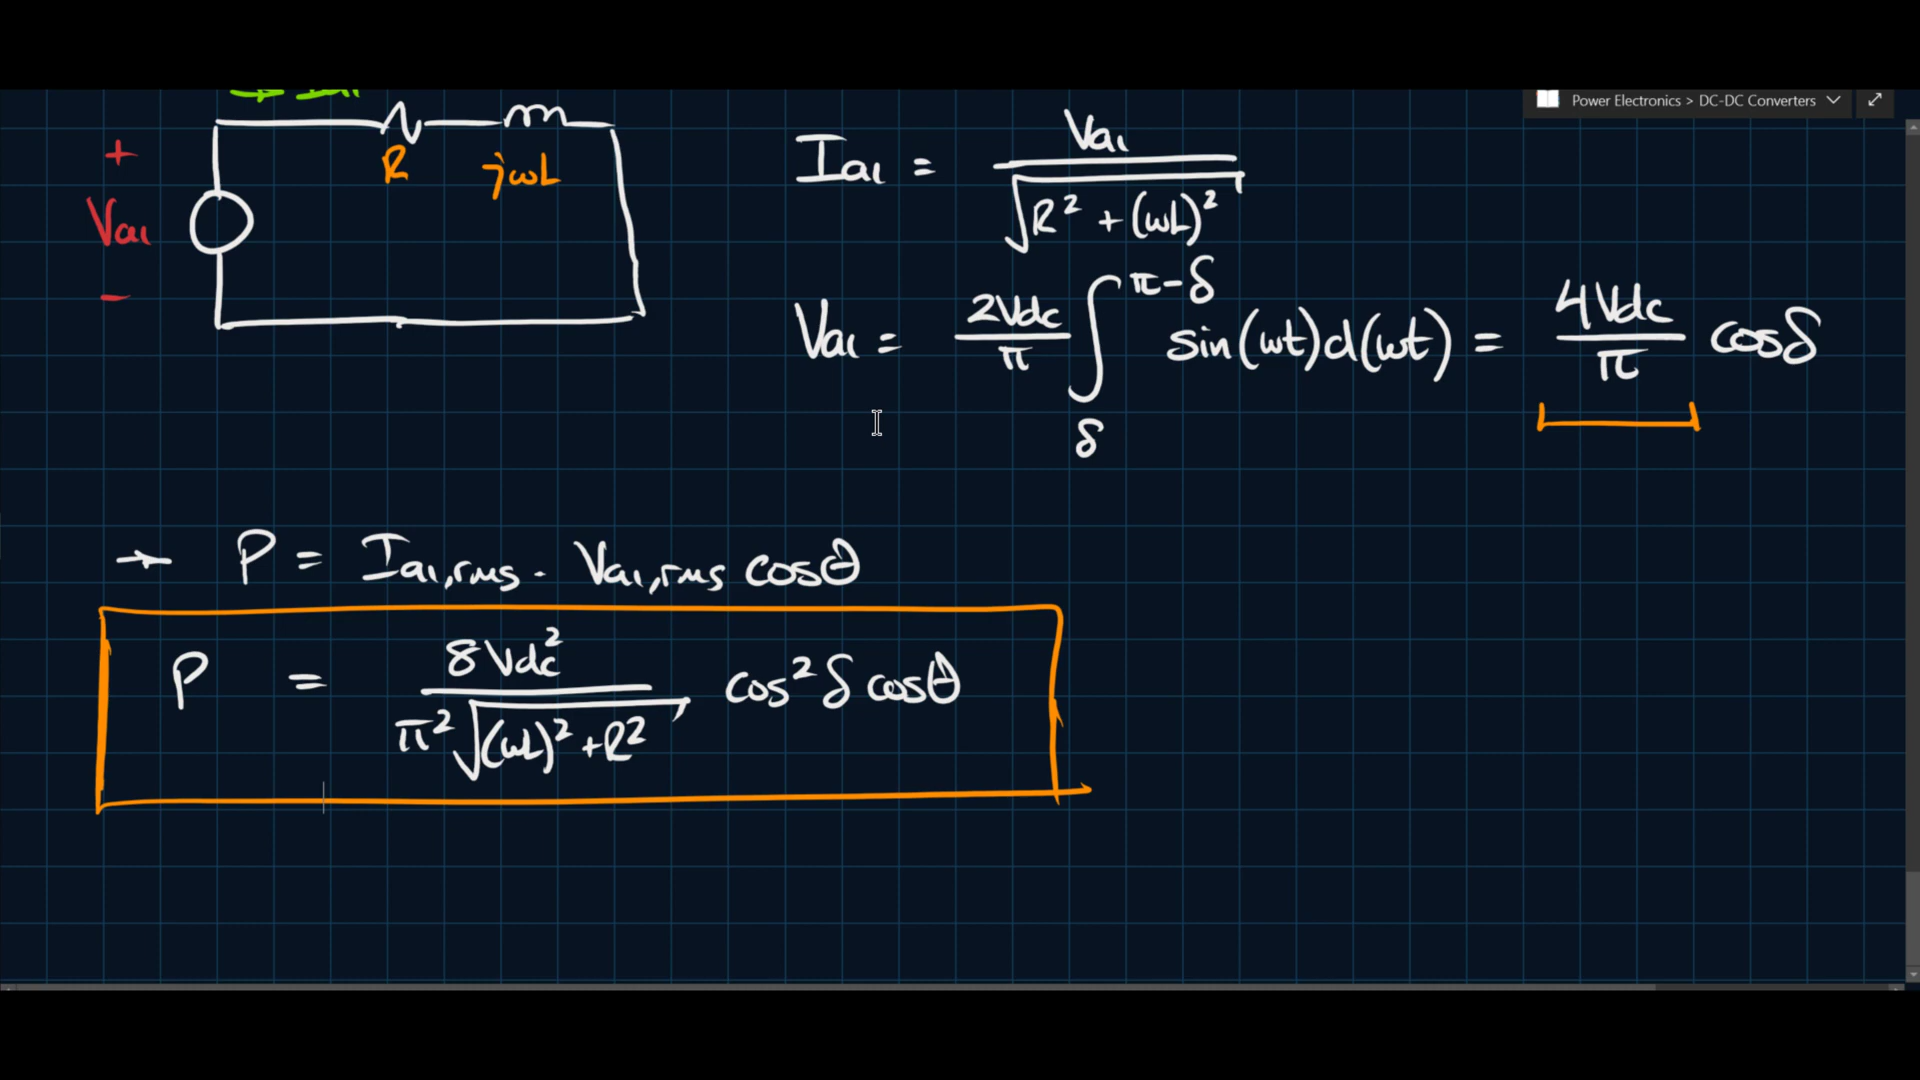 Power Electronics > DC-DC Converters
+
Va1
-
R
jωL
Ia1 = Va1 / √(R² + (ωL)²)
Va1 = 2Vdc/π ∫_δ^(π-δ) sin(ωt)d(ωt) = 4Vdc/π cosδ
→ P = Ia1,rms · Va1,rms cosθ
P = 8Vdc² / (π²√((ωL)² + R²)) cos²δ cosθ